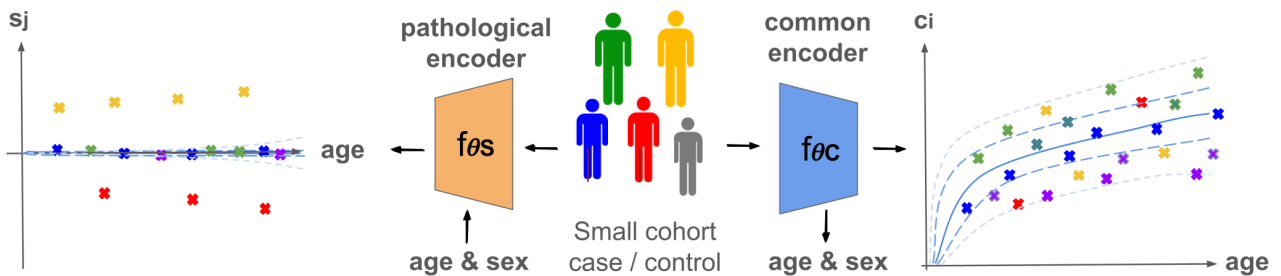 sj
pathological
encoder
common
encoder
ci
age
fθs
fθc
age & sex
Small cohort
case / control
age & sex
age